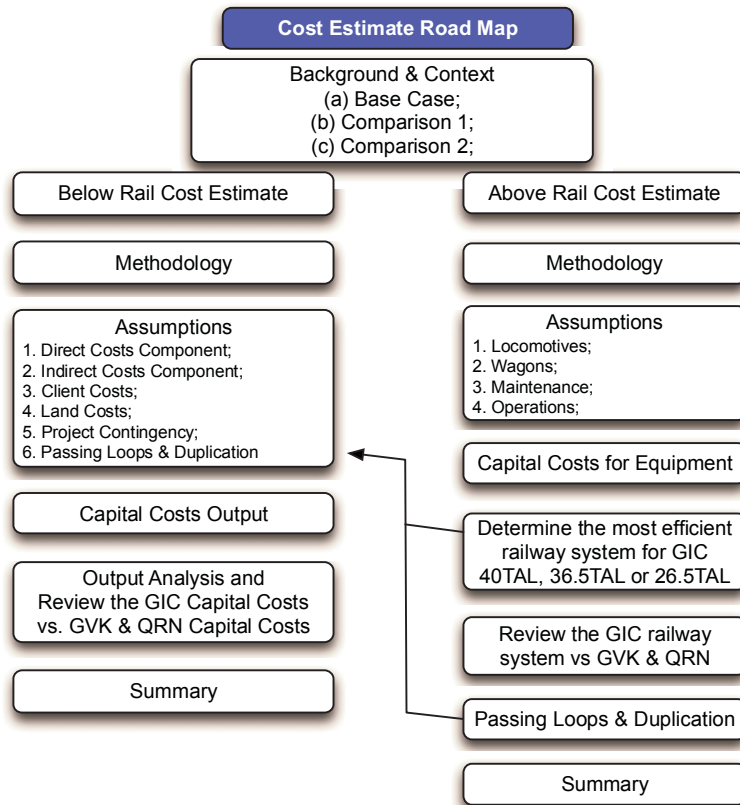 Cost Estimate Road Map
Background & Context
(a) Base Case;
(b) Comparison 1;
(c) Comparison 2;
Below Rail Cost Estimate
Methodology
Assumptions
1. Direct Costs Component;
2. Indirect Costs Component;
3. Client Costs;
4. Land Costs;
5. Project Contingency;
6. Passing Loops & Duplication
Capital Costs Output
Output Analysis and
Review the GIC Capital Costs
vs. GVK & QRN Capital Costs
Summary
Above Rail Cost Estimate
Methodology
Assumptions
1. Locomotives;
2. Wagons;
3. Maintenance;
4. Operations;
Capital Costs for Equipment
Determine the most efficient
railway system for GIC
40TAL, 36.5TAL or 26.5TAL
Review the GIC railway
system vs GVK & QRN
Passing Loops & Duplication
Summary